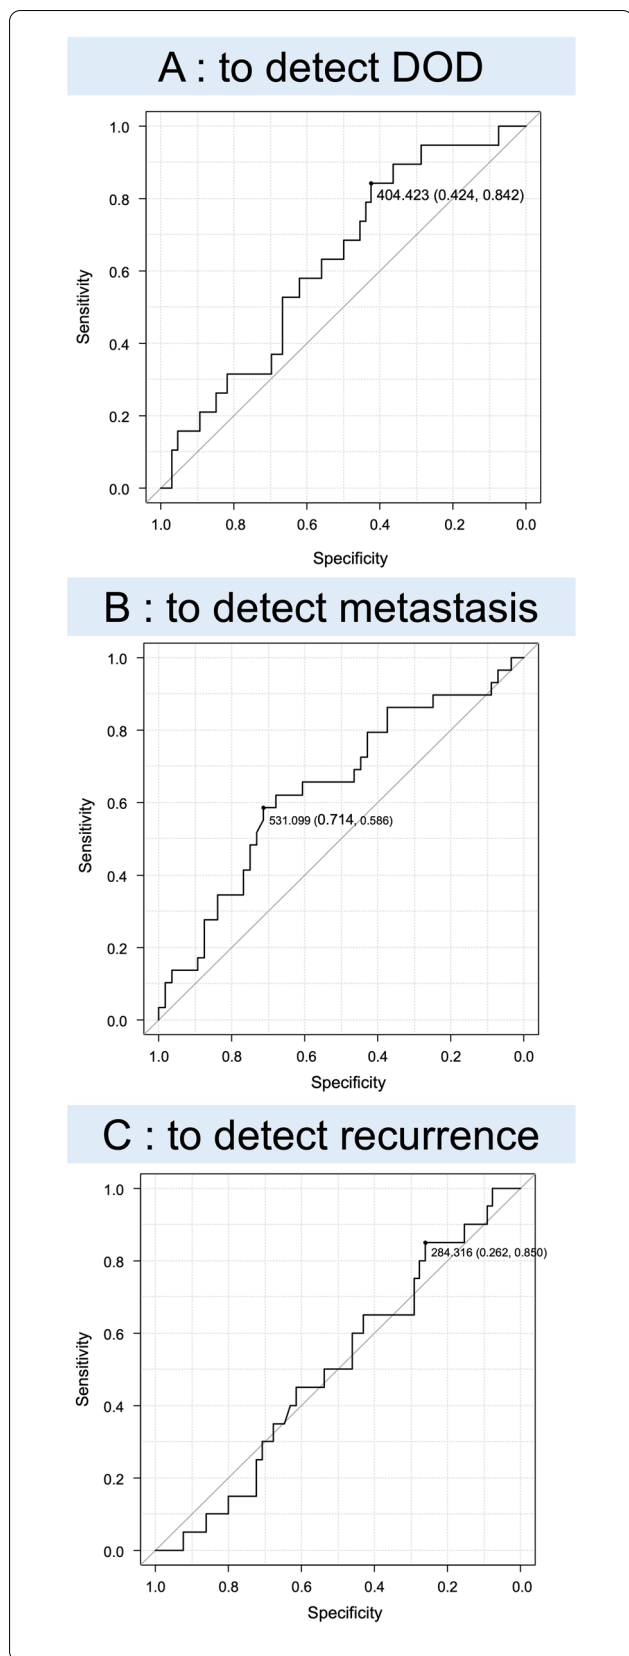 A : to detect DOD
1.0
0.8
404.423 (0.424, 0.842)
0.6
Sensitivity
0.4
0.2
0.0
1.0 0.8 0.6 0.4 0.2 0.0
Specificity
B : to detect metastasis
1.0
0.8
0.6
531.099 (0.714, 0.586)
Sensitivity
0.4
0.2
0.0
1.0 0.8 0.6 0.4 0.2 0.0
Specificity
C : to detect recurrence
1.0
284.316 (0.262, 0.850)
0.8
0.6
Sensitivity
0.4
0.2
0.0
1.0 0.8 0.6 0.4 0.2 0.0
Specificity